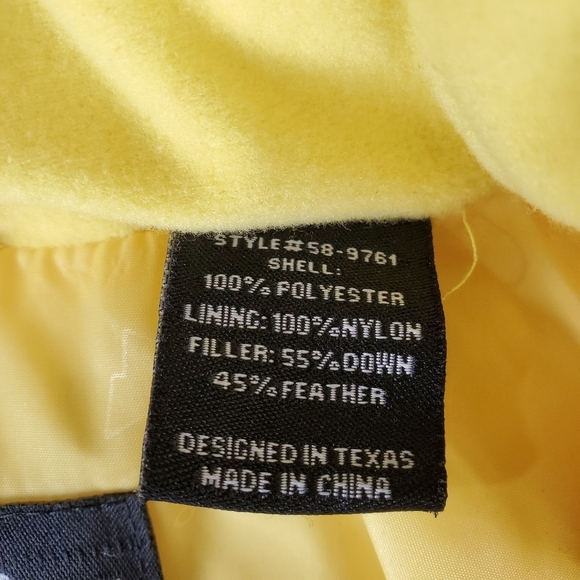 STYLE#58-9761
SHELL:
100% POLYESTER
LINING: 100% NYLON
FILLER: 55% DOWN
45% FEATHER
DESIGNED IN TEXAS
MADE IN CHINA